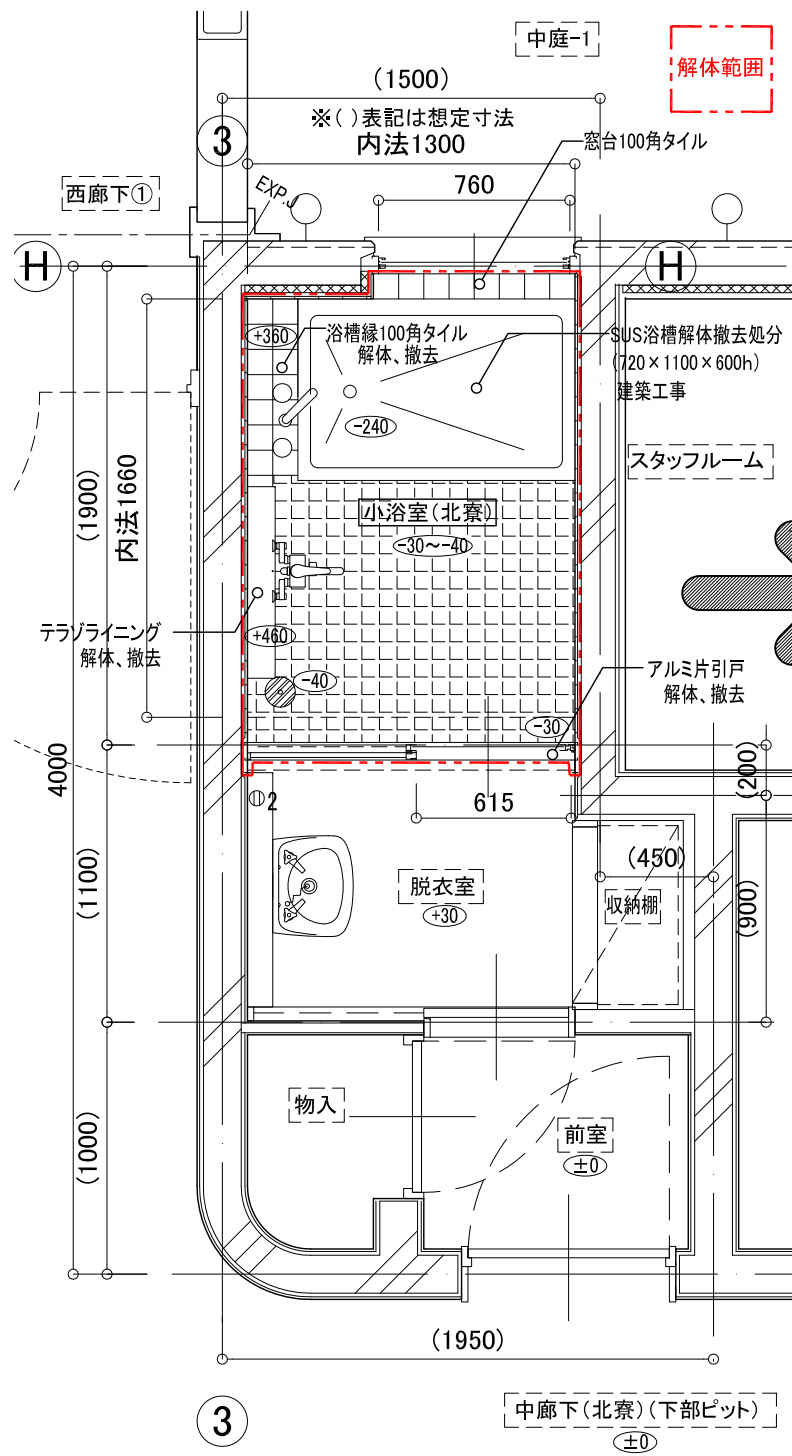 中庭-1
解体範囲
(1500)
※( )表記は想定寸法
3
内法1300
窓台100角タイル
西廊下①
EXP.J
760
H
H
+360
浴槽縁100角タイル
解体、撤去
SUS浴槽解体撤去処分
(720×1100×600h)
建築工事
-240
スタッフルーム
(1900)
内法1660
小浴室(北寮)
-30～-40
テラゾライニング
解体、撤去
+460
-40
アルミ片引戸
解体、撤去
-30
4000
(200)
2
615
(1100)
脱衣室
+30
(450)
収納棚
(900)
物入
前室
±0
(1000)
(1950)
3
中廊下(北寮)(下部ピット)
±0